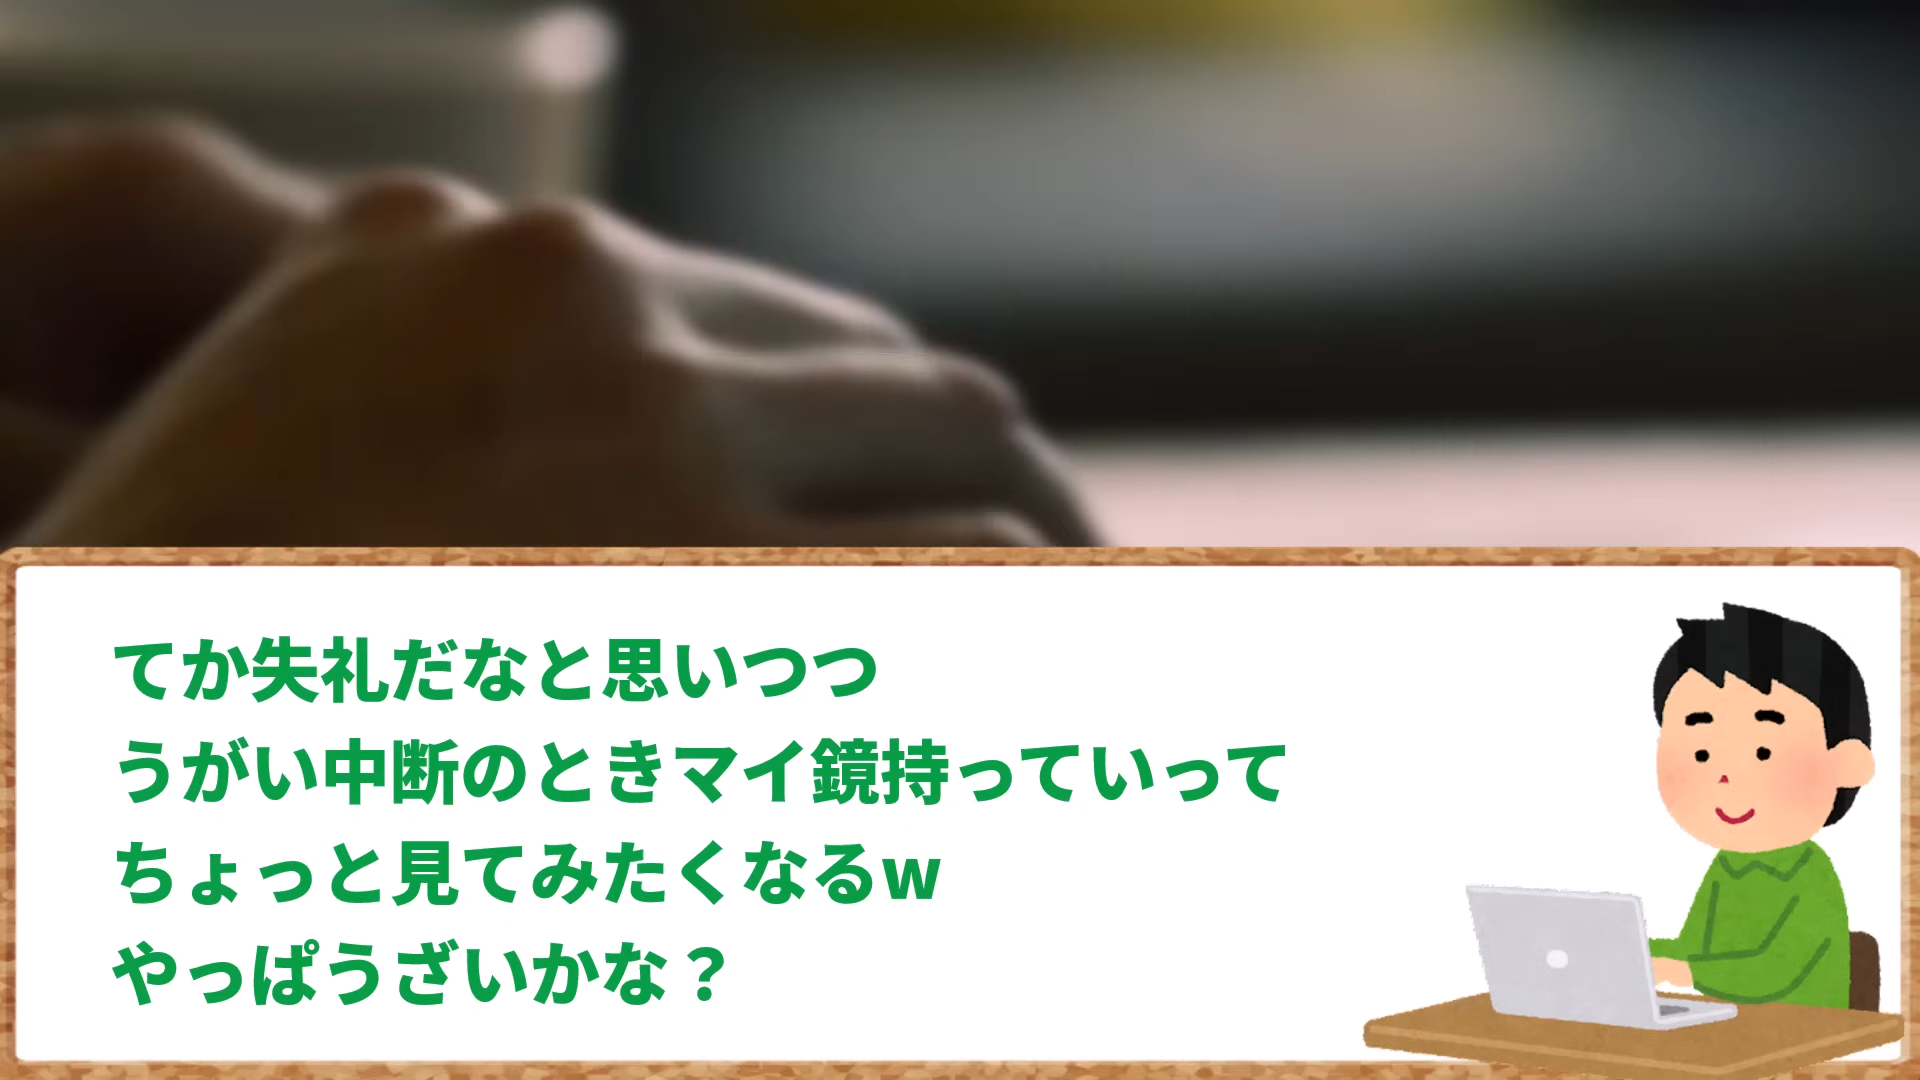 てか失礼だなと思いつつ
うがい中断のときマイ鏡持っていって
ちょっと見てみたくなるw
やっぱうざいかな？